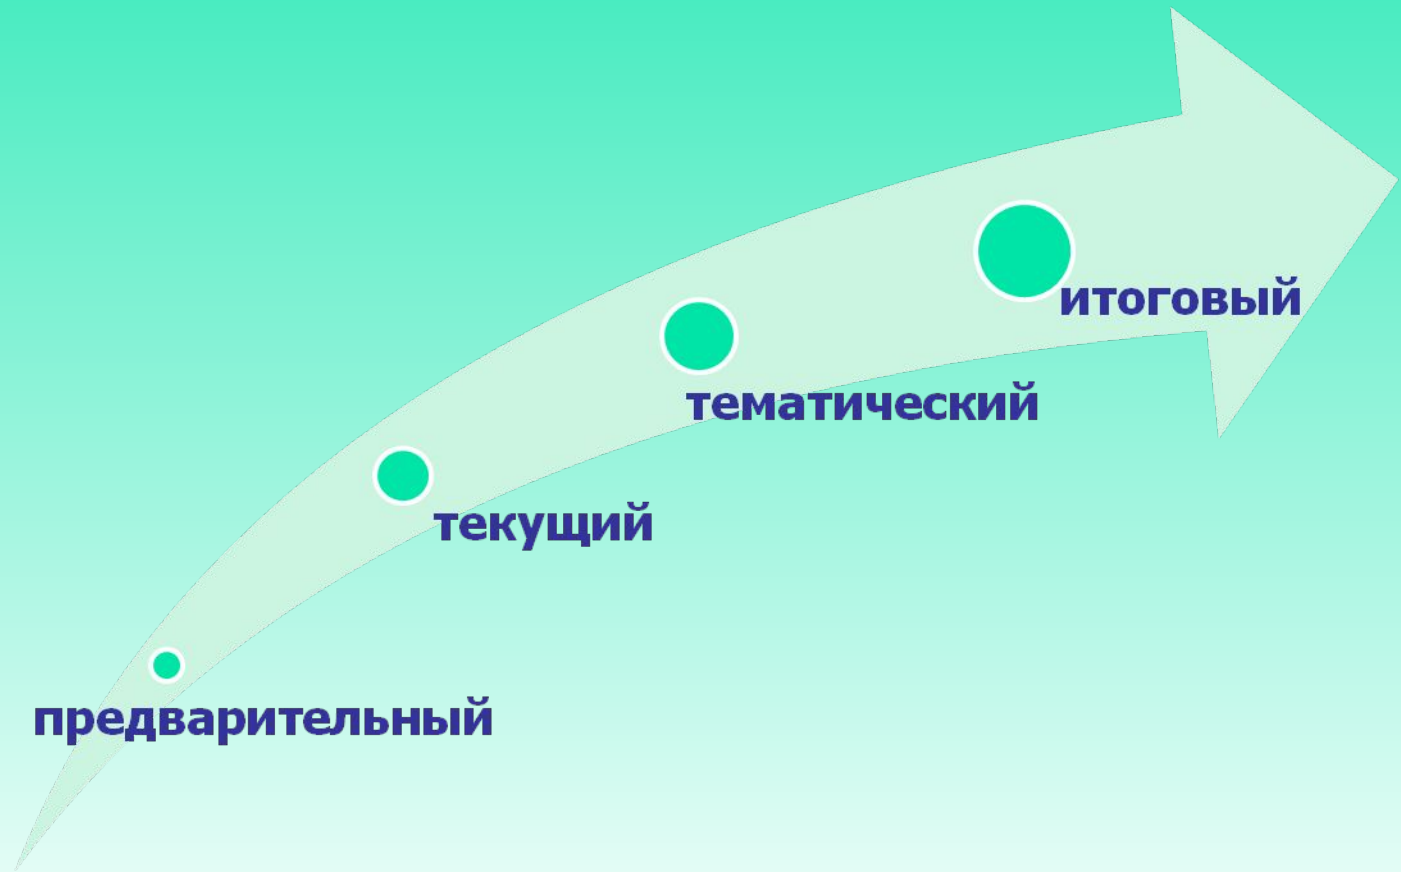 итоговый
тематический
текущий
предварительный